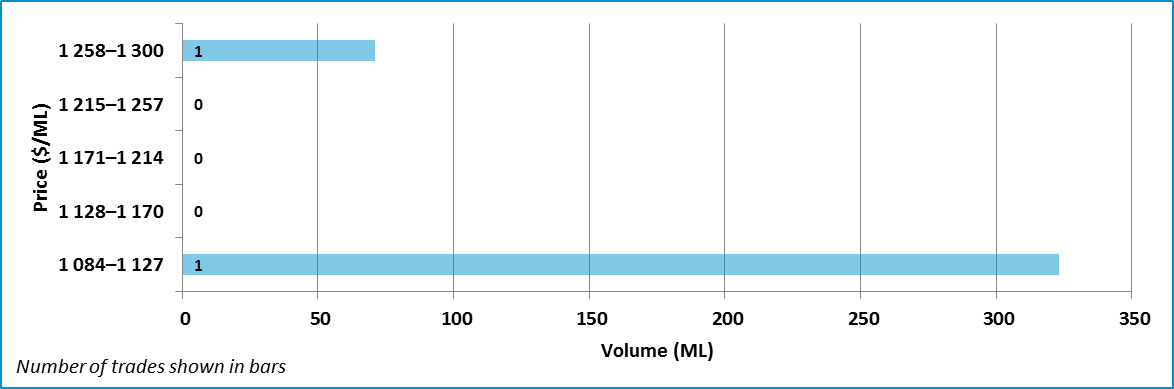 Price ($/ML)
1 258–1 300 1
1 215–1 257 0
1 171–1 214 0
1 128–1 170 0
1 084–1 127 1
0 50 100 150 200 250 300 350
Volume (ML)
Number of trades shown in bars